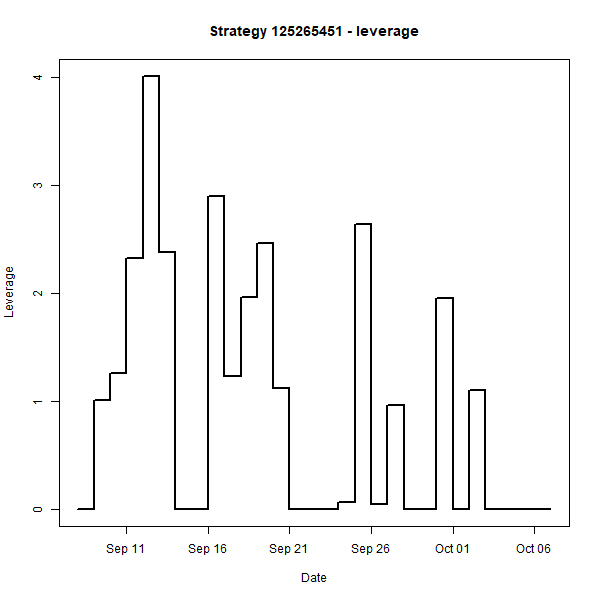 Strategy 125265451 - leverage
Leverage
4
3
2
1
0
Sep 11 Sep 16 Sep 21 Sep 26 Oct 01 Oct 06
Date